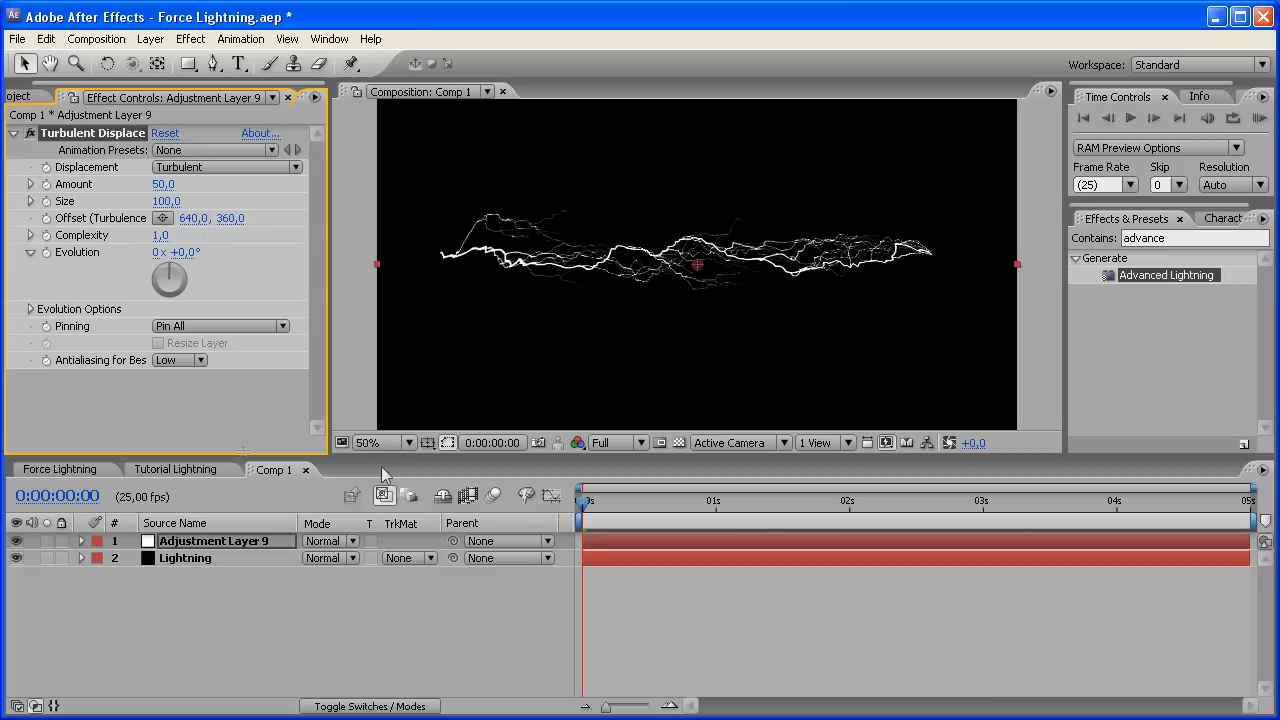 Adobe After Effects - Force Lightning.aep *
File Edit Composition Layer Effect Animation View Window Help
Workspace: Standard
oject Effect Controls: Adjustment Layer 9
Composition: Comp 1
Time Controls Info
Comp 1 * Adjustment Layer 9
Turbulent Displace Reset About...
Animation Presets: None
Displacement Turbulent
Amount 50,0
Size 100,0
Offset (Turbulence 640,0, 360,0
Complexity 1,0
Evolution 0 x +0,0°
Evolution Options
Pinning Pin All
Resize Layer
Antialiasing for Bes Low
RAM Preview Options
Frame Rate Skip Resolution
(25) 0 Auto
Effects & Presets Charact
Contains: advance
Generate
Advanced Lightning
50% 0:00:00:00 Full Active Camera 1 View +0,0
Force Lightning Tutorial Lightning Comp 1
0:00:00:00 (25,00 fps)
0s 01s 02s 03s 04s 05s
# Source Name Mode T TrkMat Parent
1 Adjustment Layer 9 Normal None
2 Lightning Normal None None
Toggle Switches / Modes